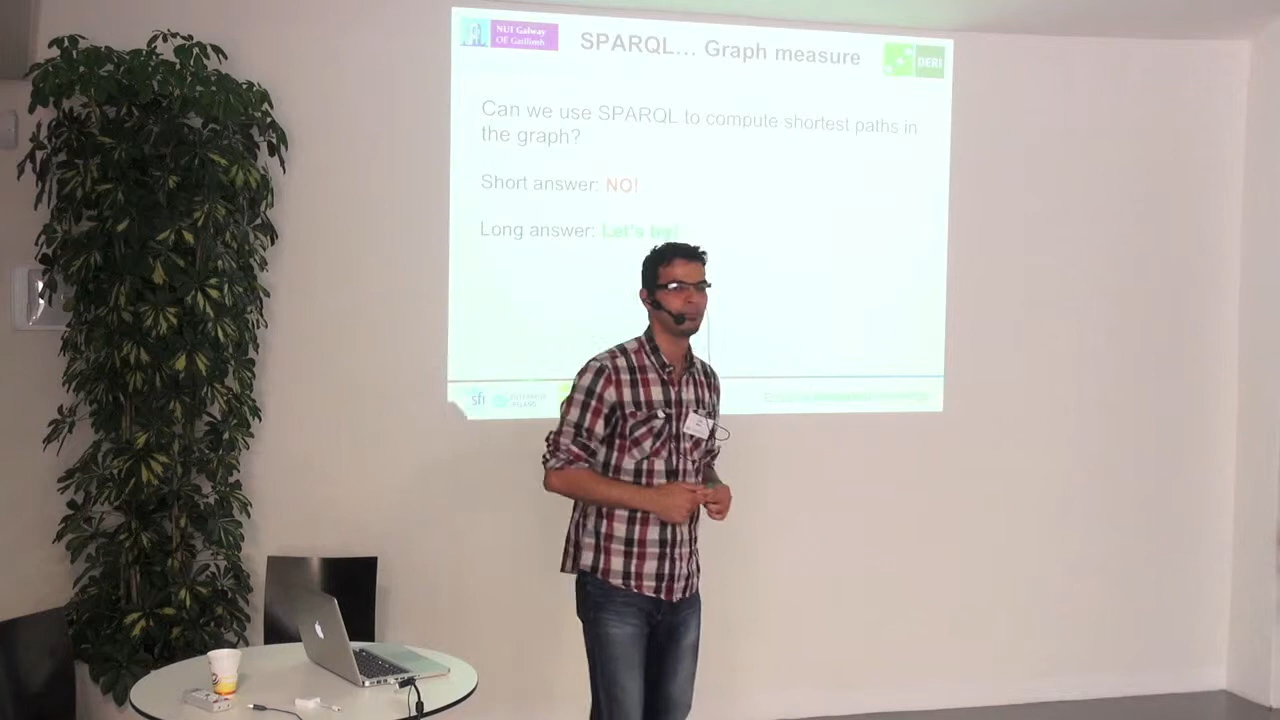 NUI Galway
OÉ Gaillimh
SPARQL... Graph measure
DERI
Can we use SPARQL to compute shortest paths in
the graph?
Short answer: NO!
Long answer: Let's try!
sfi